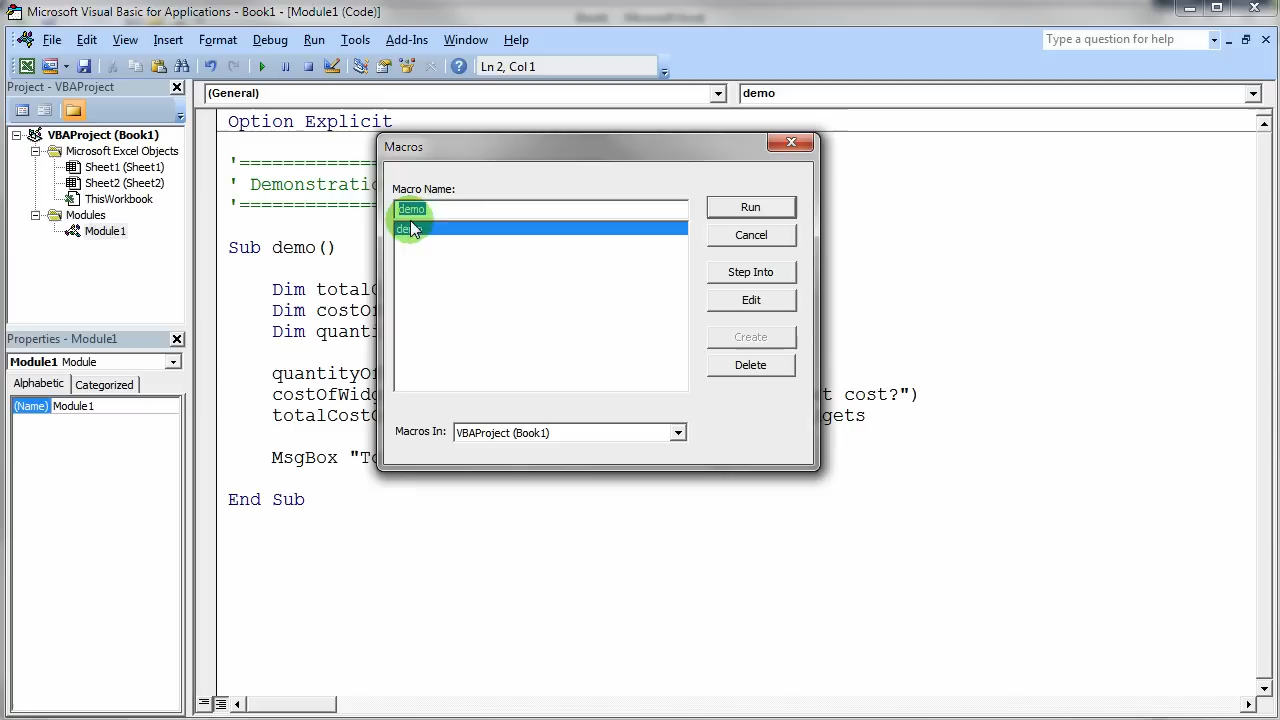 Microsoft Visual Basic for Applications - Book1 - [Module1 (Code)]
File Edit View Insert Format Debug Run Tools Add-Ins Window Help
Type a question for help
Ln 2, Col 1
Project - VBAProject
(General)
demo
VBAProject (Book1)
Microsoft Excel Objects
Sheet1 (Sheet1)
Sheet2 (Sheet2)
ThisWorkbook
Modules
Module1
Properties - Module1
Module1 Module
Alphabetic Categorized
(Name) Module1
Option Explicit
'=============
' Demonstratio
'=============
Sub demo()
Dim total
Dim costO
Dim quanti
quantityO
costOfWid t cost?")
totalCost gets
MsgBox "To
End Sub
Macros
Macro Name:
demo
demo
Run
Cancel
Step Into
Edit
Create
Delete
Macros In: VBAProject (Book1)